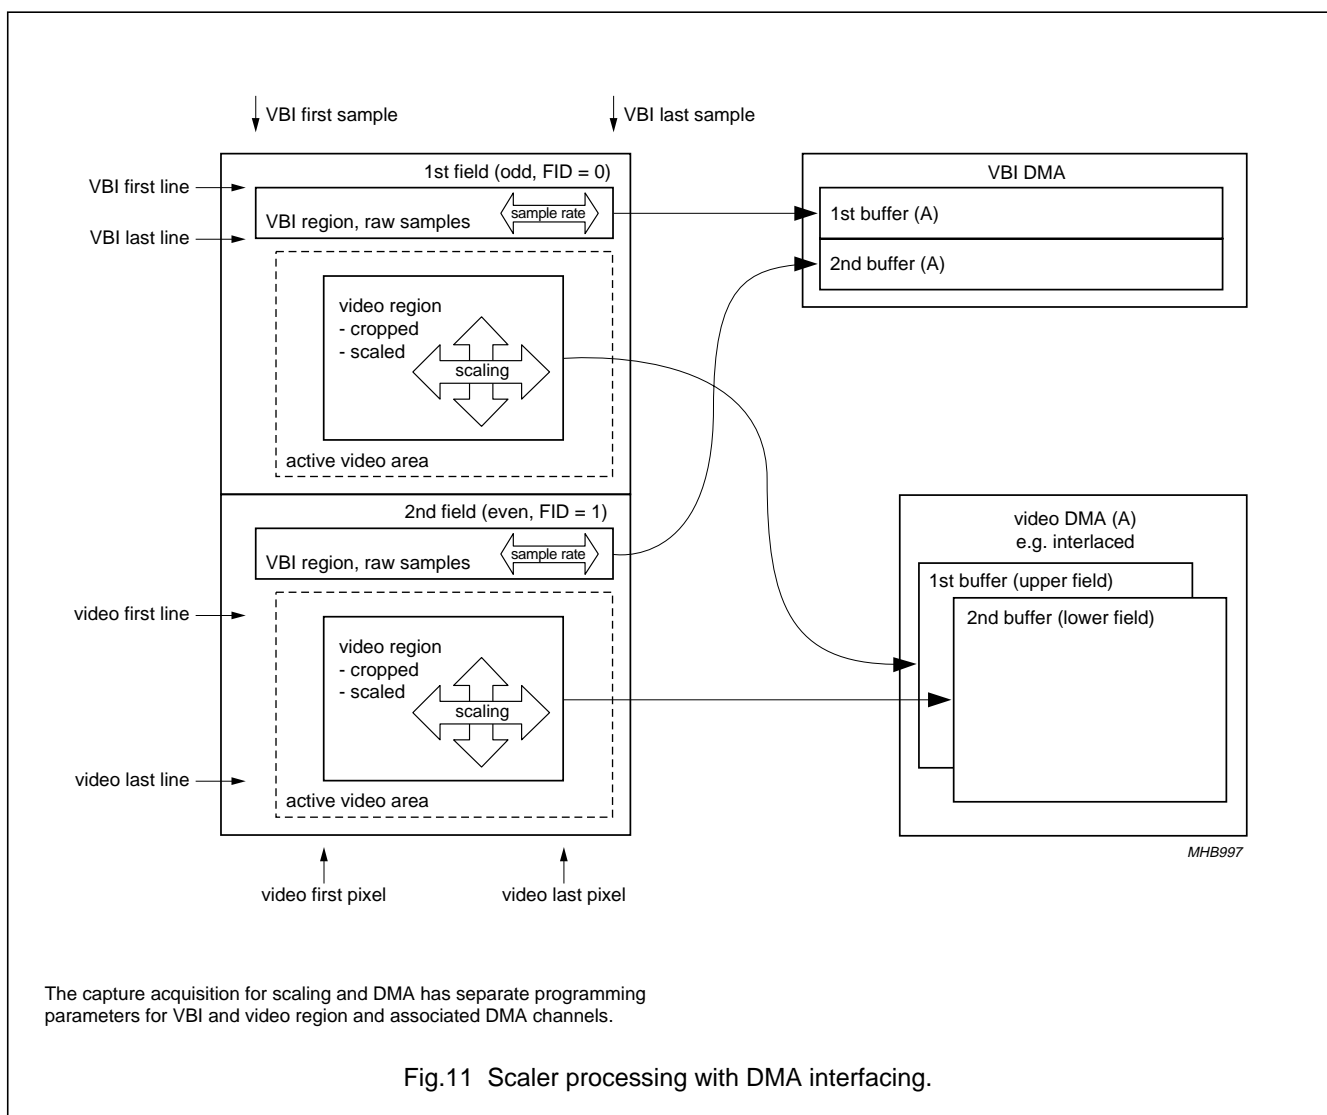 VBI first sample
VBI last sample
1st field (odd, FID = 0)
VBI first line
VBI region, raw samples
sample rate
VBI last line
video region
- cropped
- scaled
scaling
active video area
2nd field (even, FID = 1)
VBI region, raw samples
sample rate
video first line
video region
- cropped
- scaled
scaling
video last line
active video area
video first pixel
video last pixel
VBI DMA
1st buffer (A)
2nd buffer (A)
video DMA (A)
e.g. interlaced
1st buffer (upper field)
2nd buffer (lower field)
MHB997
The capture acquisition for scaling and DMA has separate programming
parameters for VBI and video region and associated DMA channels.
Fig.11 Scaler processing with DMA interfacing.